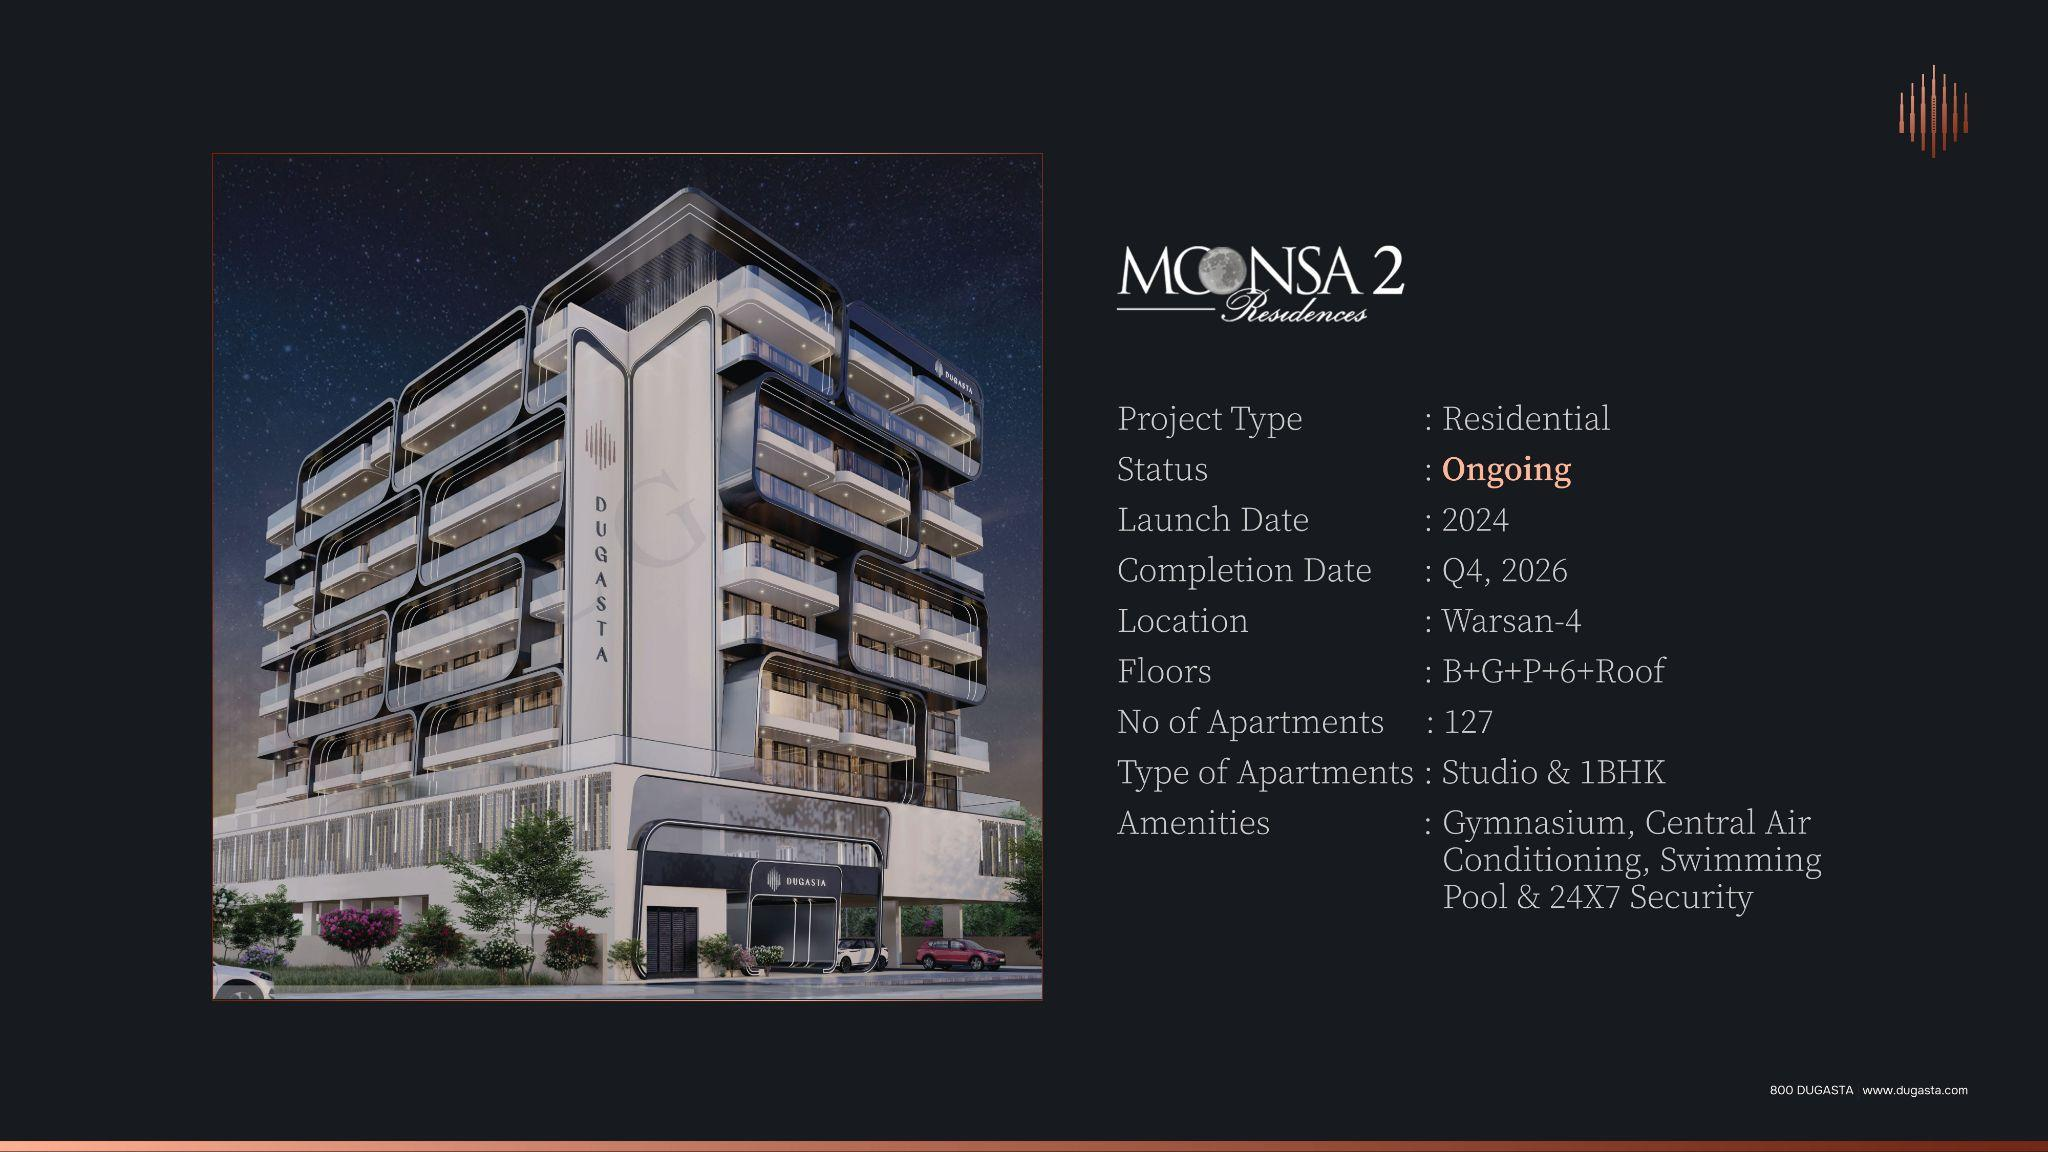 MOONSA 2
Residences
Project Type : Residential
Status : Ongoing
Launch Date : 2024
Completion Date : Q4, 2026
Location : Warsan-4
Floors : B+G+P+6+Roof
No of Apartments : 127
Type of Apartments : Studio & 1BHK
Amenities : Gymnasium, Central Air
Conditioning, Swimming
Pool & 24X7 Security
DUGASTA
DUGASTA
DUGASTA
800 DUGASTA www.dugasta.com